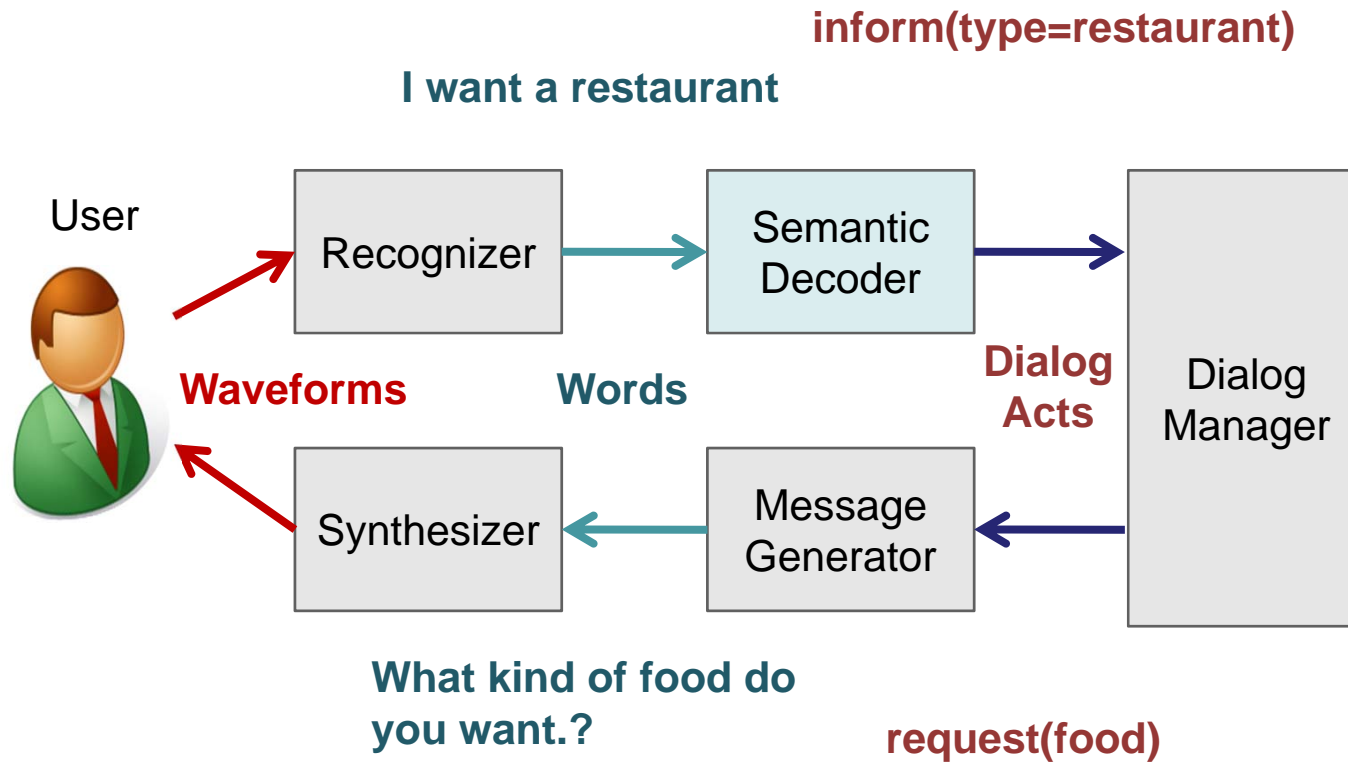 inform(type=restaurant)
I want a restaurant
User
Recognizer
Semantic
Decoder
Waveforms
Words
Dialog
Acts
Dialog
Manager
Synthesizer
Message
Generator
What kind of food do
you want.?
request(food)